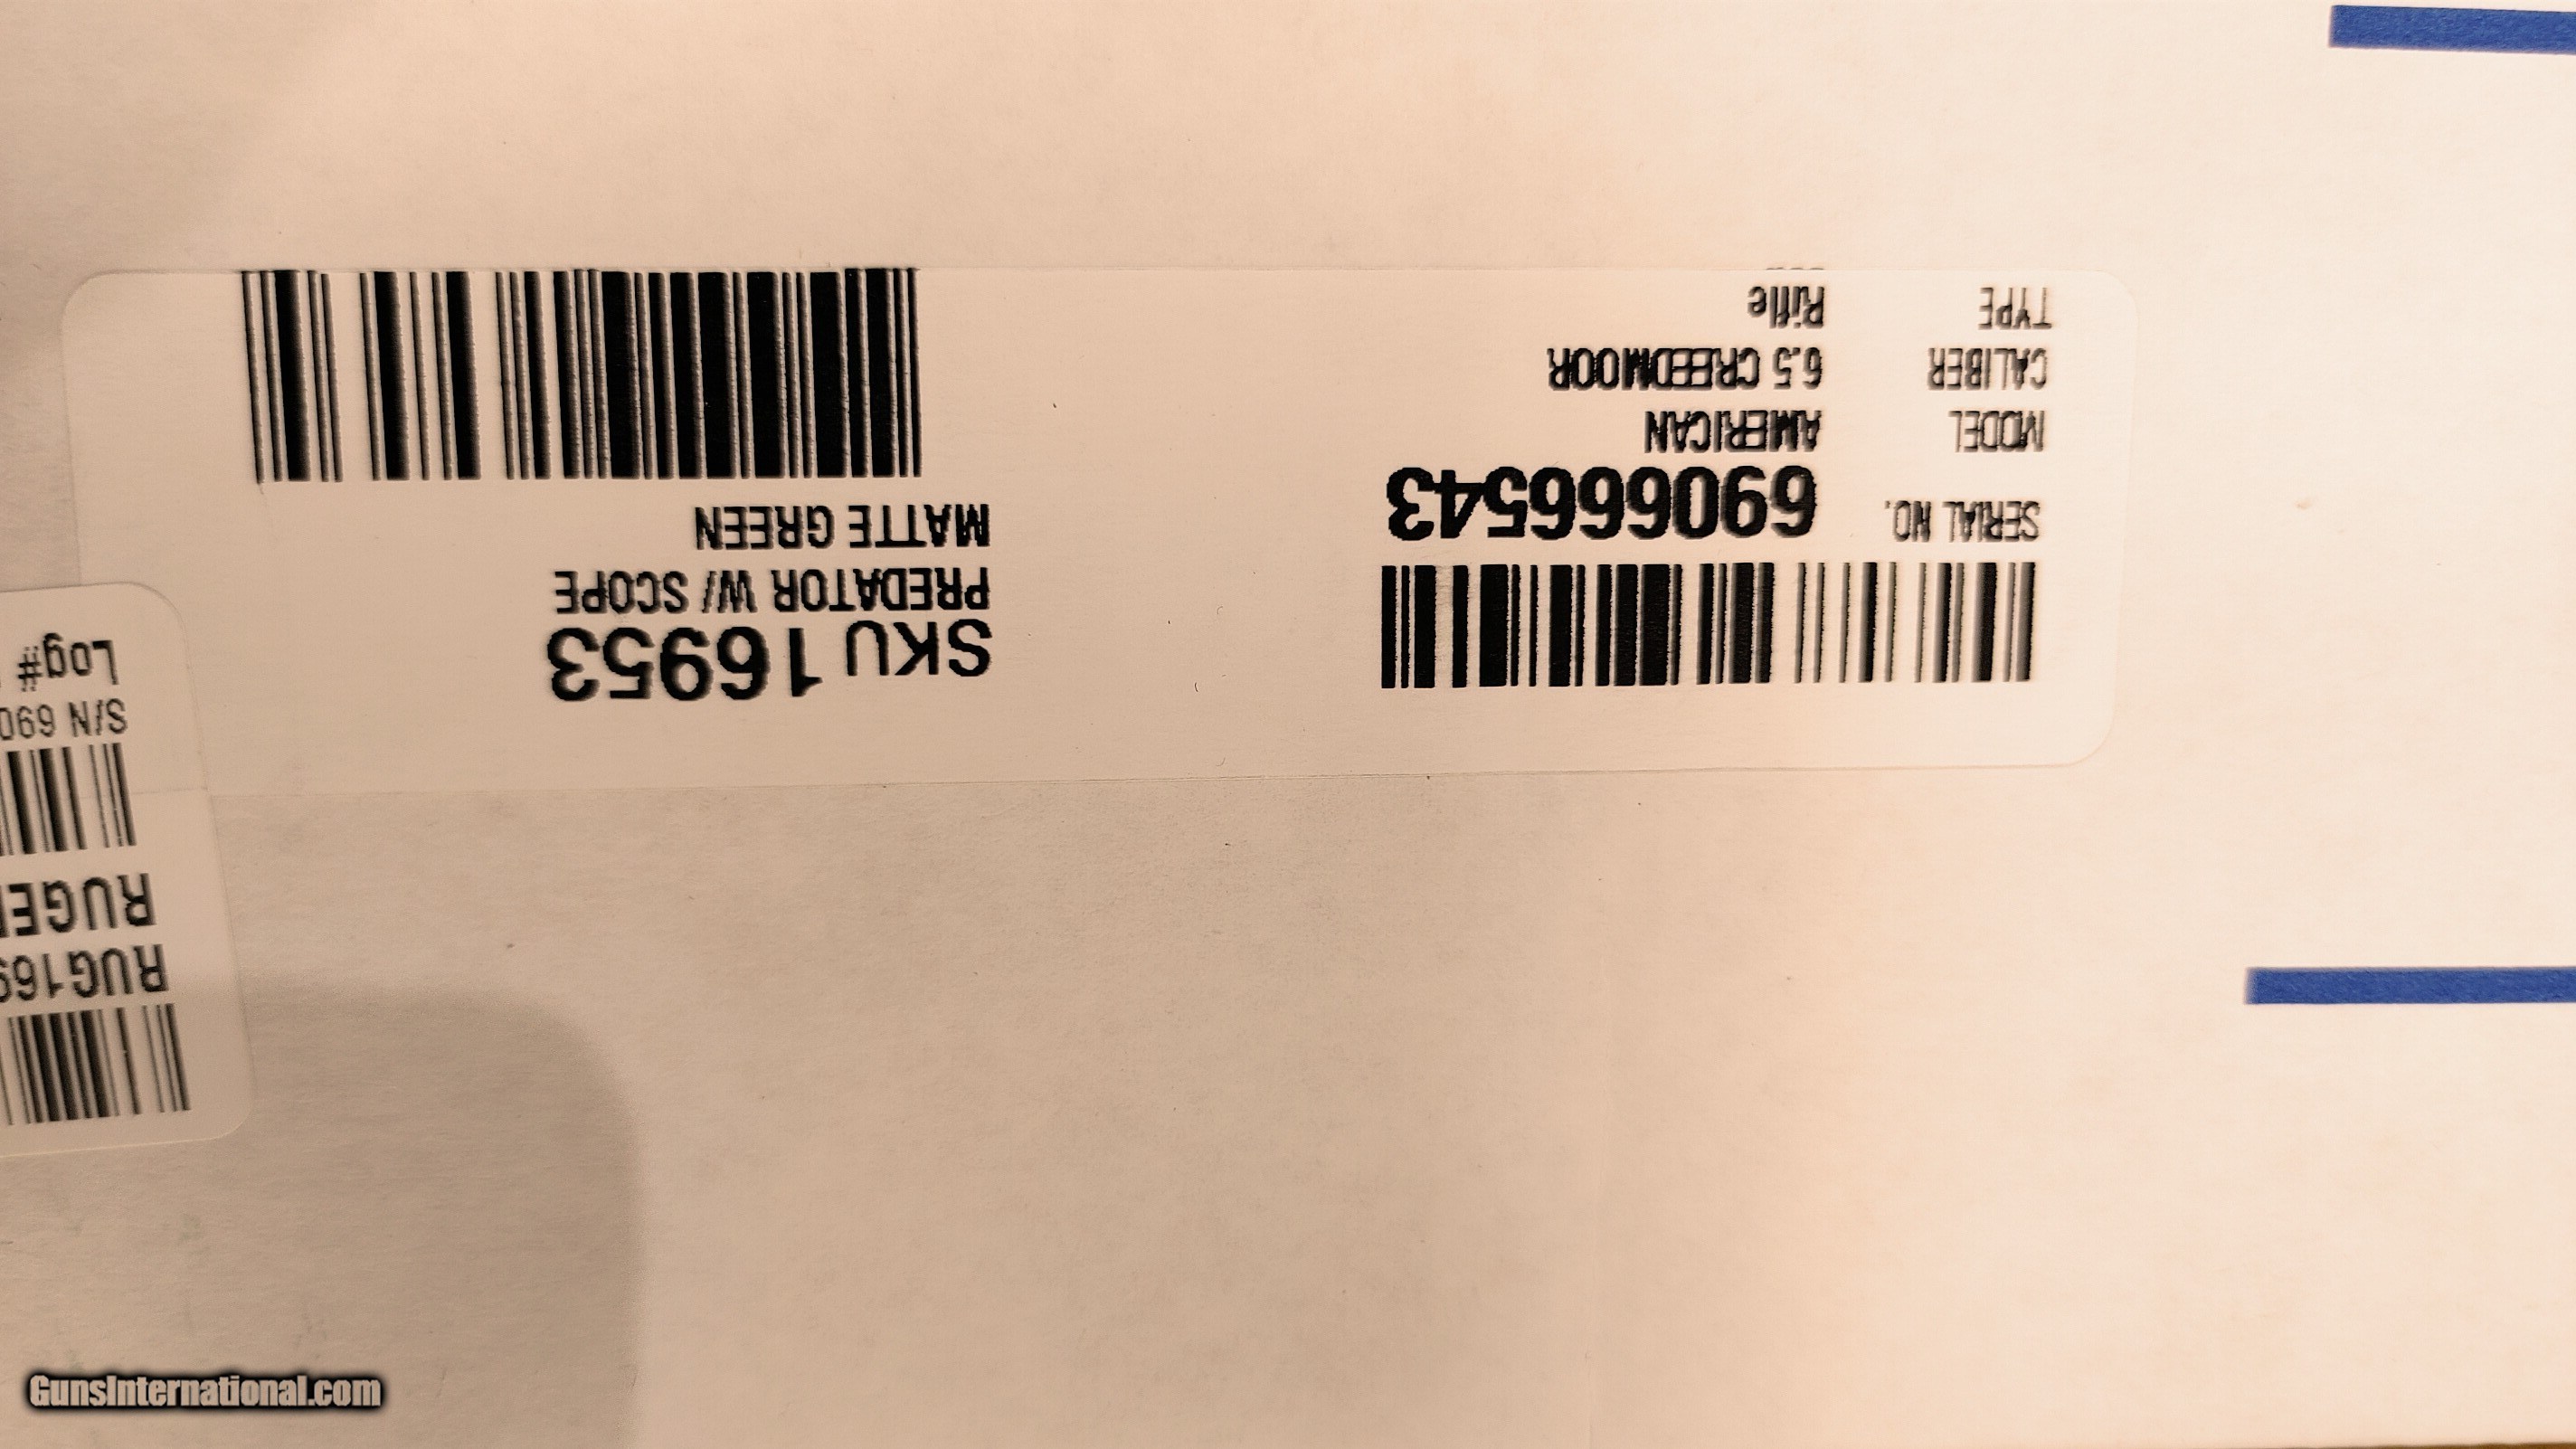 SERIAL NO. 690666543
MODEL AMERICAN
CALIBER 6.5 CREEDMOOR
TYPE Rifle
SKU 16953
PREDATOR W/ SCOPE
MATTE GREEN
RUG169
RUGE
S/N 690
Log#
GunsInternational.com